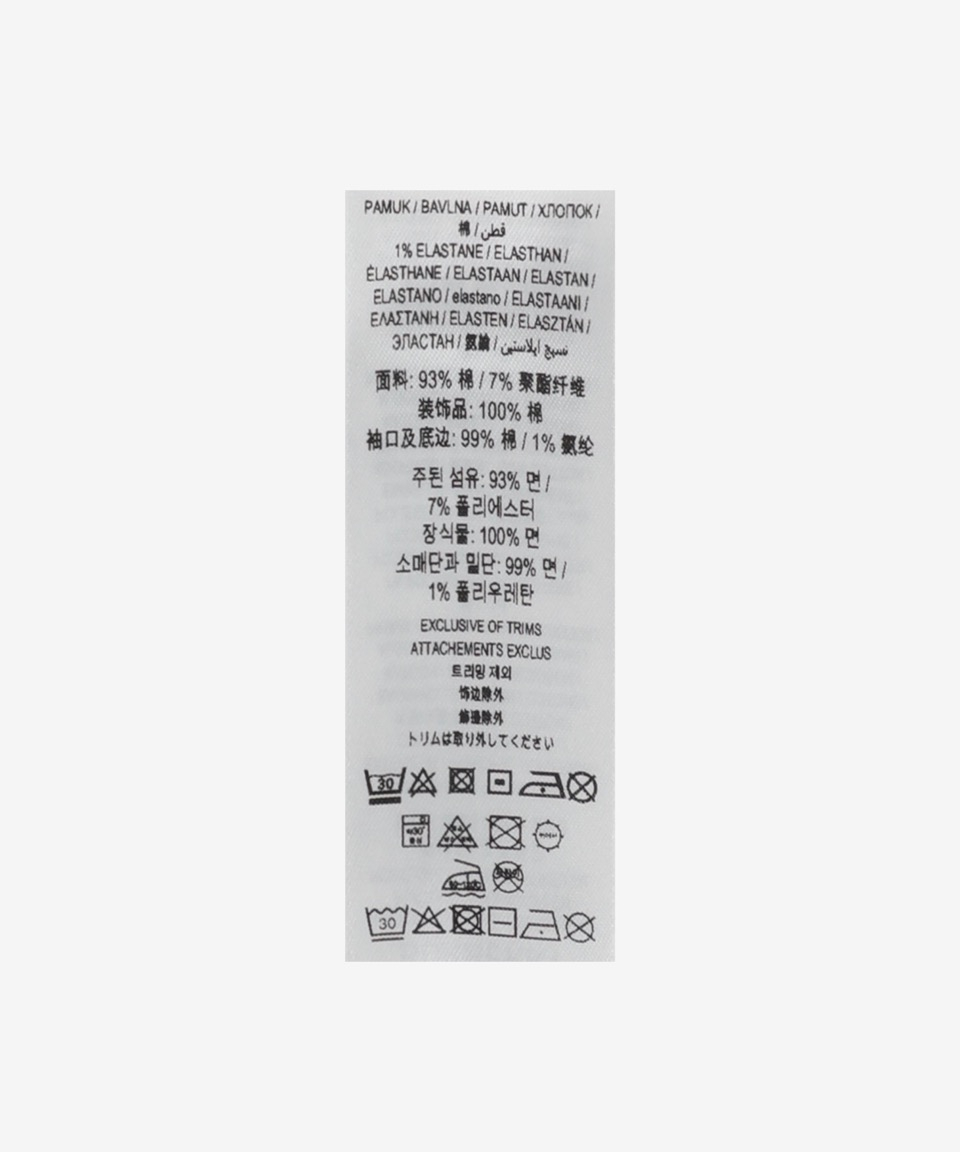 PAMUK / BAVLNA / PAMUT / ХЛОПОК /
棉 / قطن
1% ELASTANE / ELASTHAN /
ÉLASTHANE / ELASTAAN / ELASTAN /
ELASTANO / elastano / ELASTAANI /
ΕΛΑΣΤΑΝΗ / ELASTEN / ELASZTÁN /
ЭЛАСТАН / 氨綸 / نسيج ايلاستين
面料: 93% 棉 / 7% 聚酯纤维
装饰品: 100% 棉
袖口及底边: 99% 棉 / 1% 氨纶
주된 섬유: 93% 면 /
7% 폴리에스터
장식물: 100% 면
소매단과 밑단: 99% 면 /
1% 폴리우레탄
EXCLUSIVE OF TRIMS
ATTACHEMENTS EXCLUS
트리밍 제외
饰边除外
飾邊除外
トリムは取り外してください
30
30